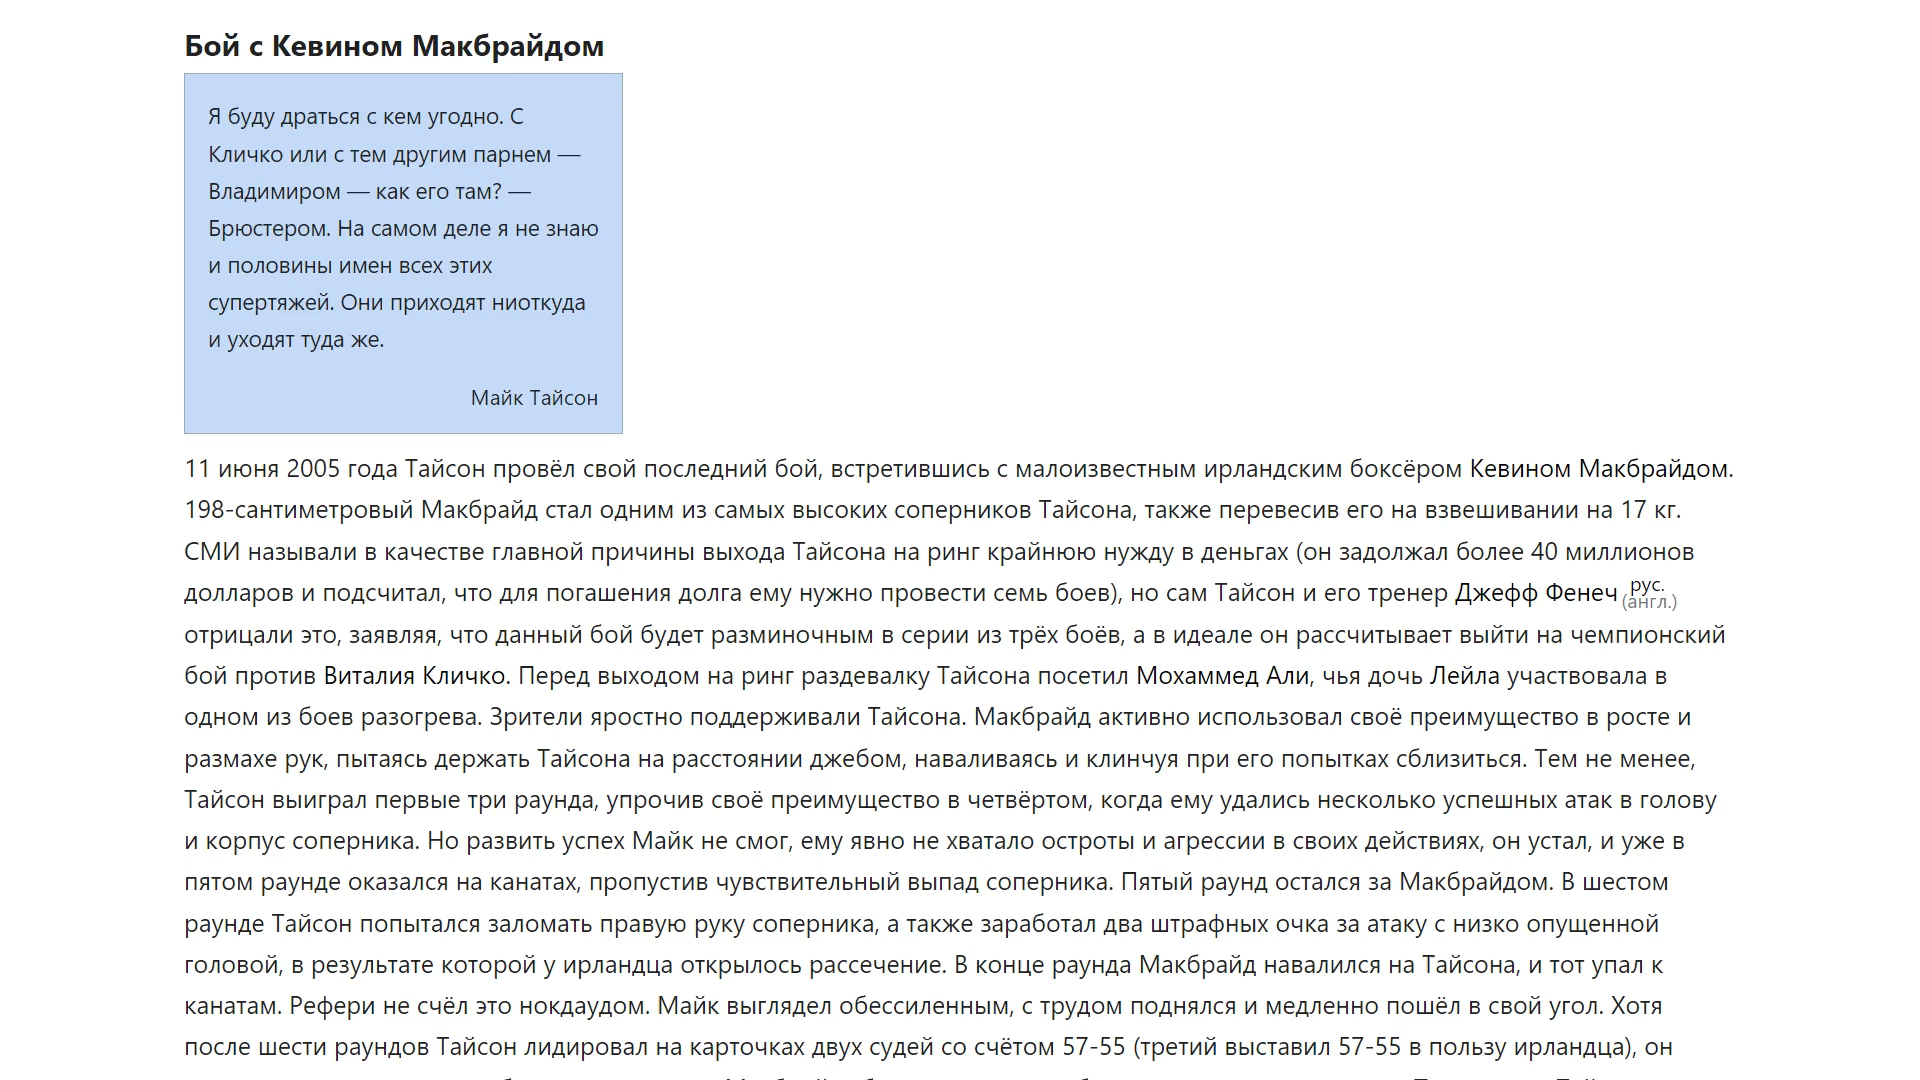 Бой с Кевином Макбрайдом
Я буду драться с кем угодно. С
Кличко или с тем другим парнем —
Владимиром — как его там? —
Брюстером. На самом деле я не знаю
и половины имен всех этих
супертяжей. Они приходят ниоткуда
и уходят туда же.
Майк Тайсон
11 июня 2005 года Тайсон провёл свой последний бой, встретившись с малоизвестным ирландским боксёром Кевином Макбрайдом.
198-сантиметровый Макбрайд стал одним из самых высоких соперников Тайсона, также перевесив его на взвешивании на 17 кг.
СМИ называли в качестве главной причины выхода Тайсона на ринг крайнюю нужду в деньгах (он задолжал более 40 миллионов
долларов и подсчитал, что для погашения долга ему нужно провести семь боев), но сам Тайсон и его тренер Джефф Фенеч рус. (англ.)
отрицали это, заявляя, что данный бой будет разминочным в серии из трёх боёв, а в идеале он рассчитывает выйти на чемпионский
бой против Виталия Кличко. Перед выходом на ринг раздевалку Тайсона посетил Мохаммед Али, чья дочь Лейла участвовала в
одном из боев разогрева. Зрители яростно поддерживали Тайсона. Макбрайд активно использовал своё преимущество в росте и
размахе рук, пытаясь держать Тайсона на расстоянии джебом, наваливаясь и клинчуя при его попытках сблизиться. Тем не менее,
Тайсон выиграл первые три раунда, упрочив своё преимущество в четвёртом, когда ему удались несколько успешных атак в голову
и корпус соперника. Но развить успех Майк не смог, ему явно не хватало остроты и агрессии в своих действиях, он устал, и уже в
пятом раунде оказался на канатах, пропустив чувствительный выпад соперника. Пятый раунд остался за Макбрайдом. В шестом
раунде Тайсон попытался заломать правую руку соперника, а также заработал два штрафных очка за атаку с низко опущенной
головой, в результате которой у ирландца открылось рассечение. В конце раунда Макбрайд навалился на Тайсона, и тот упал к
канатам. Рефери не счёл это нокдаудом. Майк выглядел обессиленным, с трудом поднялся и медленно пошёл в свой угол. Хотя
после шести раундов Тайсон лидировал на карточках двух судей со счётом 57-55 (третий выставил 57-55 в пользу ирландца), он